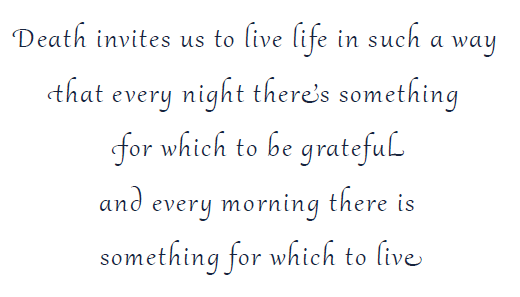 Death invites us to live life in such a way
that every night there's something
for which to be grateful
and every morning there is
something for which to live